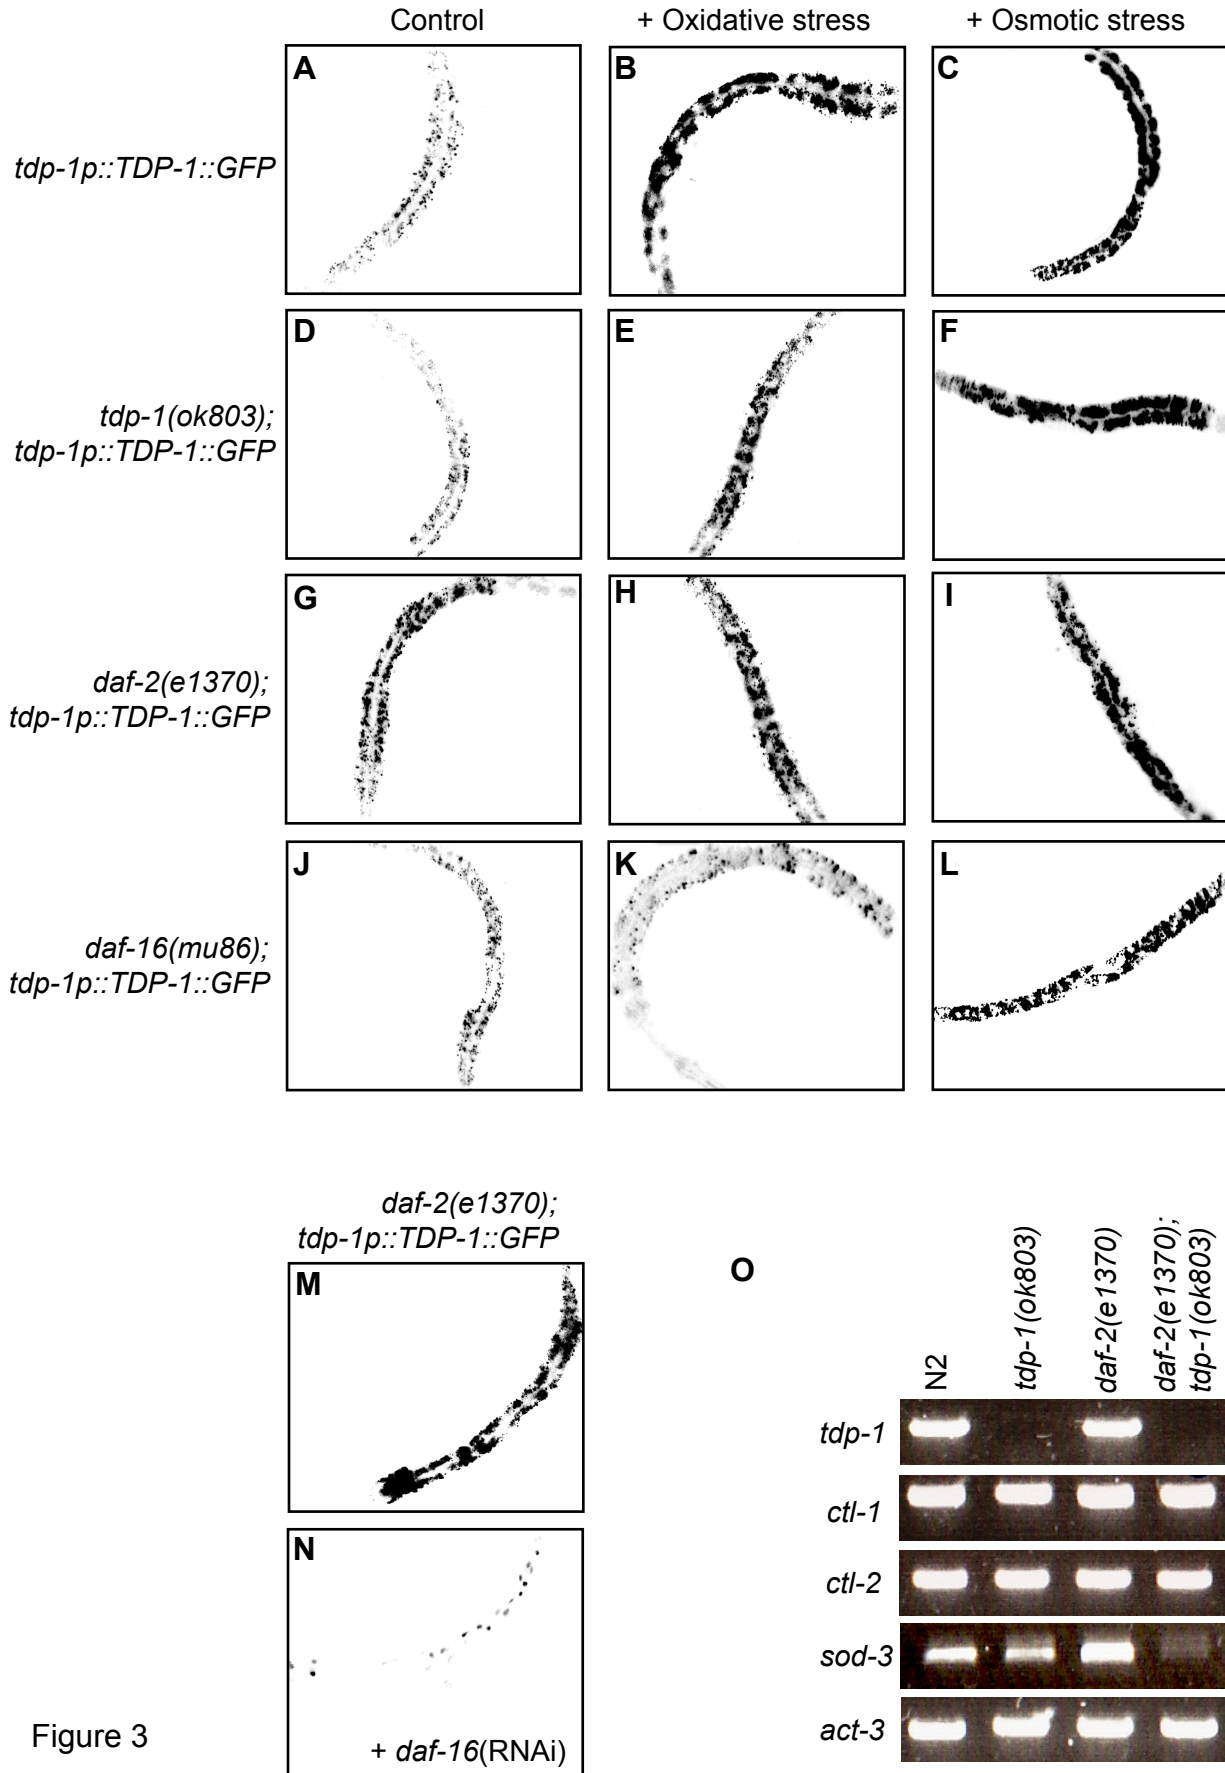 Control
+ Oxidative stress
+ Osmotic stress
tdp-1p::TDP-1::GFP
A
B
C
tdp-1(ok803);
tdp-1p::TDP-1::GFP
D
E
F
daf-2(e1370);
tdp-1p::TDP-1::GFP
G
H
I
daf-16(mu86);
tdp-1p::TDP-1::GFP
J
K
L
daf-2(e1370);
tdp-1p::TDP-1::GFP
M
N
+ daf-16(RNAi)
O
N2
tdp-1(ok803)
daf-2(e1370)
daf-2(e1370);
tdp-1(ok803)
tdp-1
ctl-1
ctl-2
sod-3
act-3
Figure 3